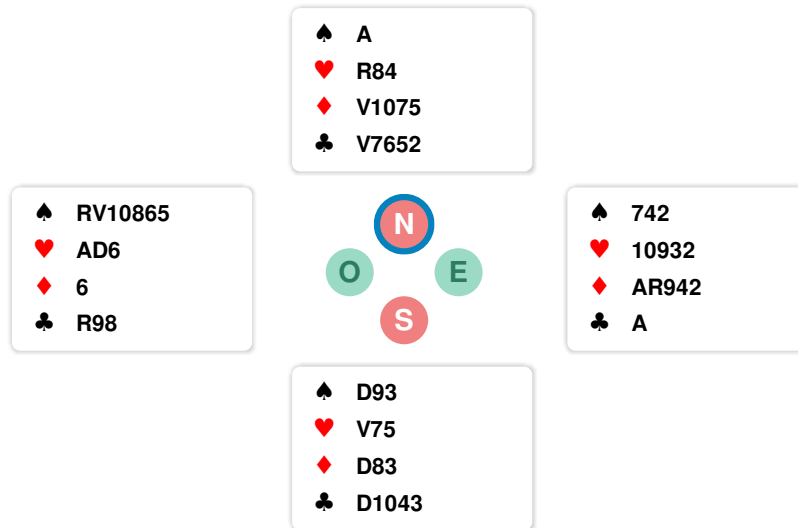 ♠ A
♥ R84
♦ V1075
♣ V7652
♠ RV10865
♥ AD6
♦ 6
♣ R98
N
O E
S
♠ 742
♥ 10932
♦ AR942
♣ A
♠ D93
♥ V75
♦ D83
♣ D1043